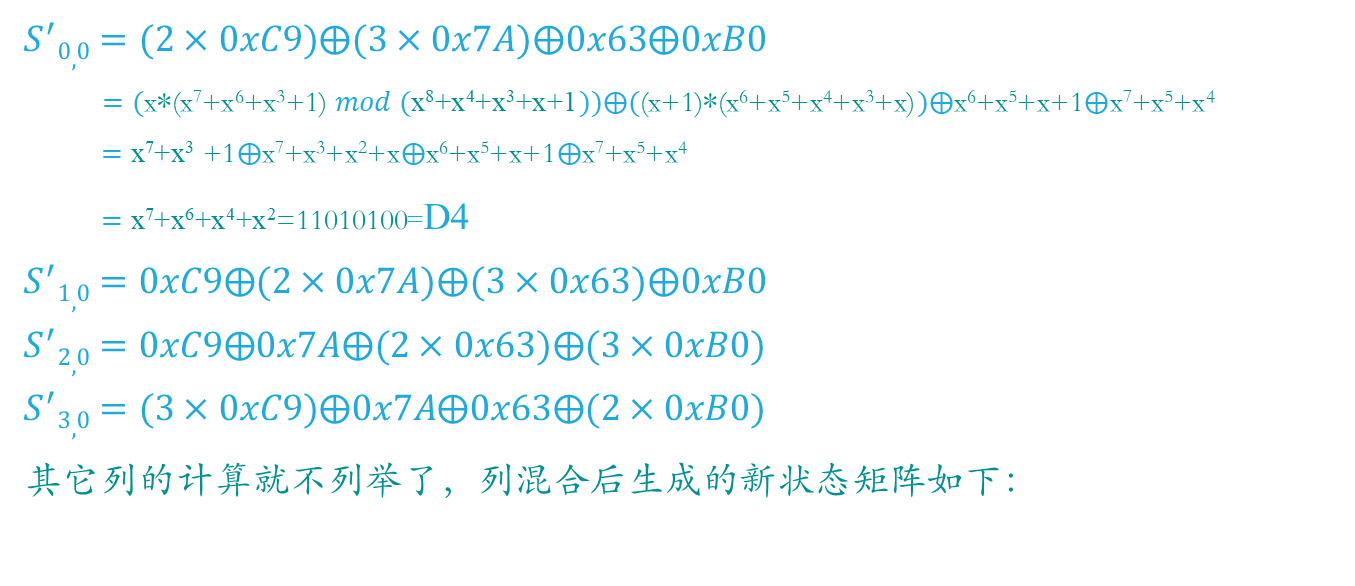 S′₀,₀ = (2 × 0xC9)⊕(3 × 0x7A)⊕0x63⊕0xB0
= (x*(x⁷+x⁶+x³+1) mod (x⁸+x⁴+x³+x+1))⊕((x+1)*(x⁶+x⁵+x⁴+x³+x))⊕x⁶+x⁵+x+1⊕x⁷+x⁵+x⁴
= x⁷+x³ +1⊕x⁷+x³+x²+x⊕x⁶+x⁵+x+1⊕x⁷+x⁵+x⁴
= x⁷+x⁶+x⁴+x²=11010100=D4
S′₁,₀ = 0xC9⊕(2 × 0x7A)⊕(3 × 0x63)⊕0xB0
S′₂,₀ = 0xC9⊕0x7A⊕(2 × 0x63)⊕(3 × 0xB0)
S′₃,₀ = (3 × 0xC9)⊕0x7A⊕0x63⊕(2 × 0xB0)
其它列的计算就不列举了，列混合后生成的新状态矩阵如下：